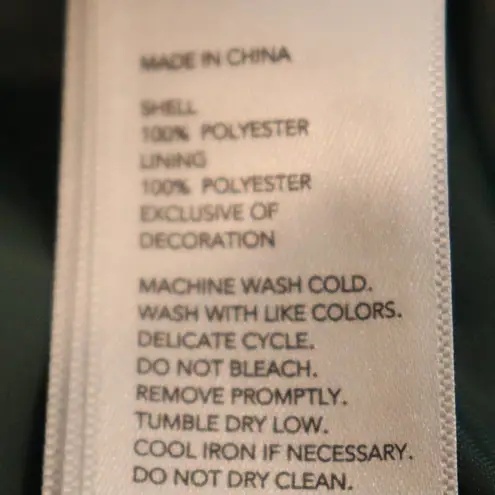 MADE IN CHINA
SHELL
100% POLYESTER
LINING
100% POLYESTER
EXCLUSIVE OF
DECORATION
MACHINE WASH COLD.
WASH WITH LIKE COLORS.
DELICATE CYCLE.
DO NOT BLEACH.
REMOVE PROMPTLY.
TUMBLE DRY LOW.
COOL IRON IF NECESSARY.
DO NOT DRY CLEAN.